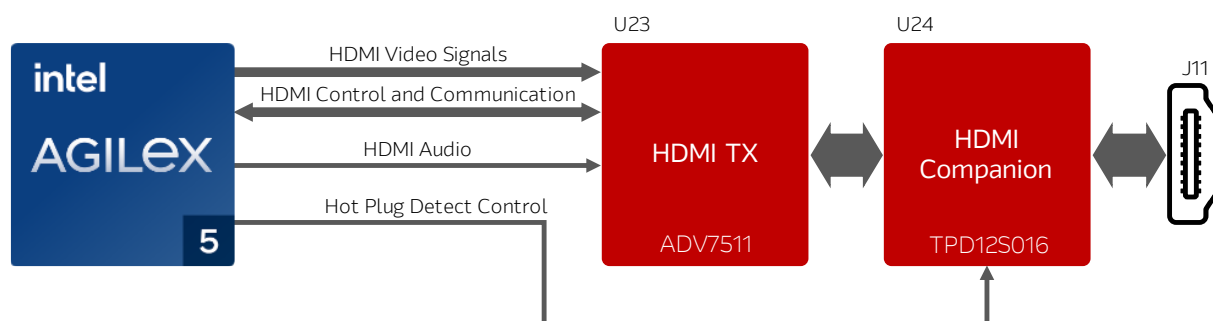 U23
U24
J11
intel
AGILEX
5
HDMI Video Signals
HDMI Control and Communication
HDMI Audio
Hot Plug Detect Control
HDMI TX
ADV7511
HDMI
Companion
TPD12S016